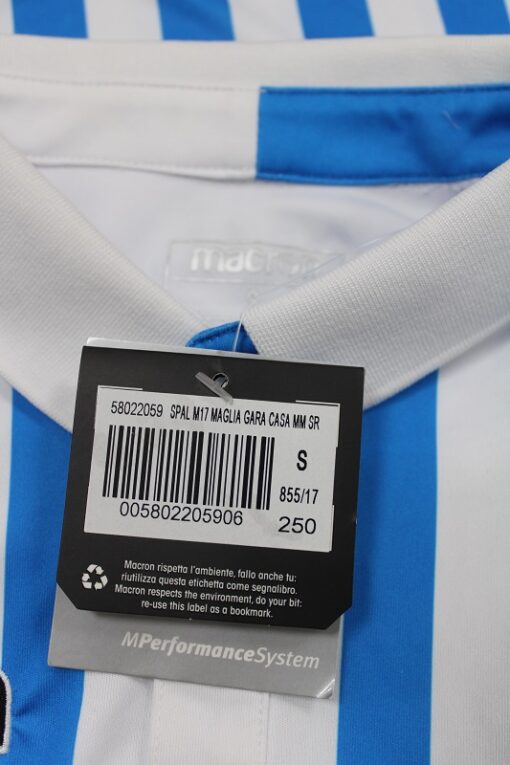 macron
58022059 SPAL M17 MAGLIA GARA CASA MM SR
S
855/17
005802205906
250
Macron rispetta l'ambiente, fallo anche tu:
riutilizza questa etichetta come segnalibro.
Macron respects the environment, do your bit:
re-use this label as a bookmark.
MPerformanceSystem